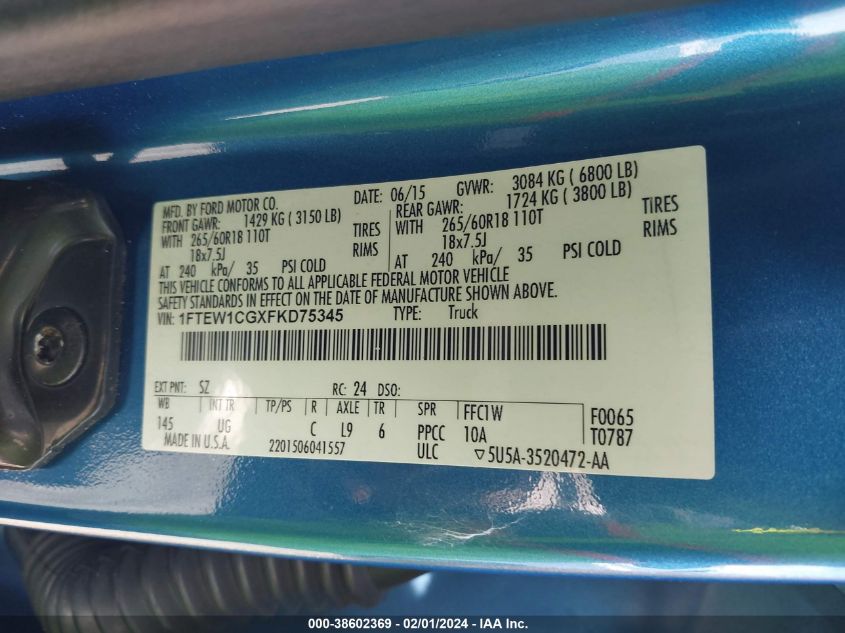 MFD. BY FORD MOTOR CO. DATE: 06/15 GVWR: 3084 KG ( 6800 LB)
FRONT GAWR: 1429 KG ( 3150 LB) REAR GAWR: 1724 KG ( 3800 LB)
WITH 265/60R18 110T TIRES WITH 265/60R18 110T TIRES
18x7.5J RIMS 18x7.5J RIMS
AT 240 kPa/ 35 PSI COLD AT 240 kPa/ 35 PSI COLD
THIS VEHICLE CONFORMS TO ALL APPLICABLE FEDERAL MOTOR VEHICLE
SAFETY STANDARDS IN EFFECT ON THE DATE OF MANUFACTURE SHOWN ABOVE.
VIN: 1FTEW1CGXFKD75345 TYPE: Truck
EXT PNT: SZ RC: 24 DSO:
WB INT TR TP/PS R AXLE TR SPR FFC1W F0065
145 UG C L9 6 PPCC 10A T0787
MADE IN U.S.A. 2201506041557 ULC ▽5U5A-3520472-AA
000-38602369 - 02/01/2024 - IAA Inc.